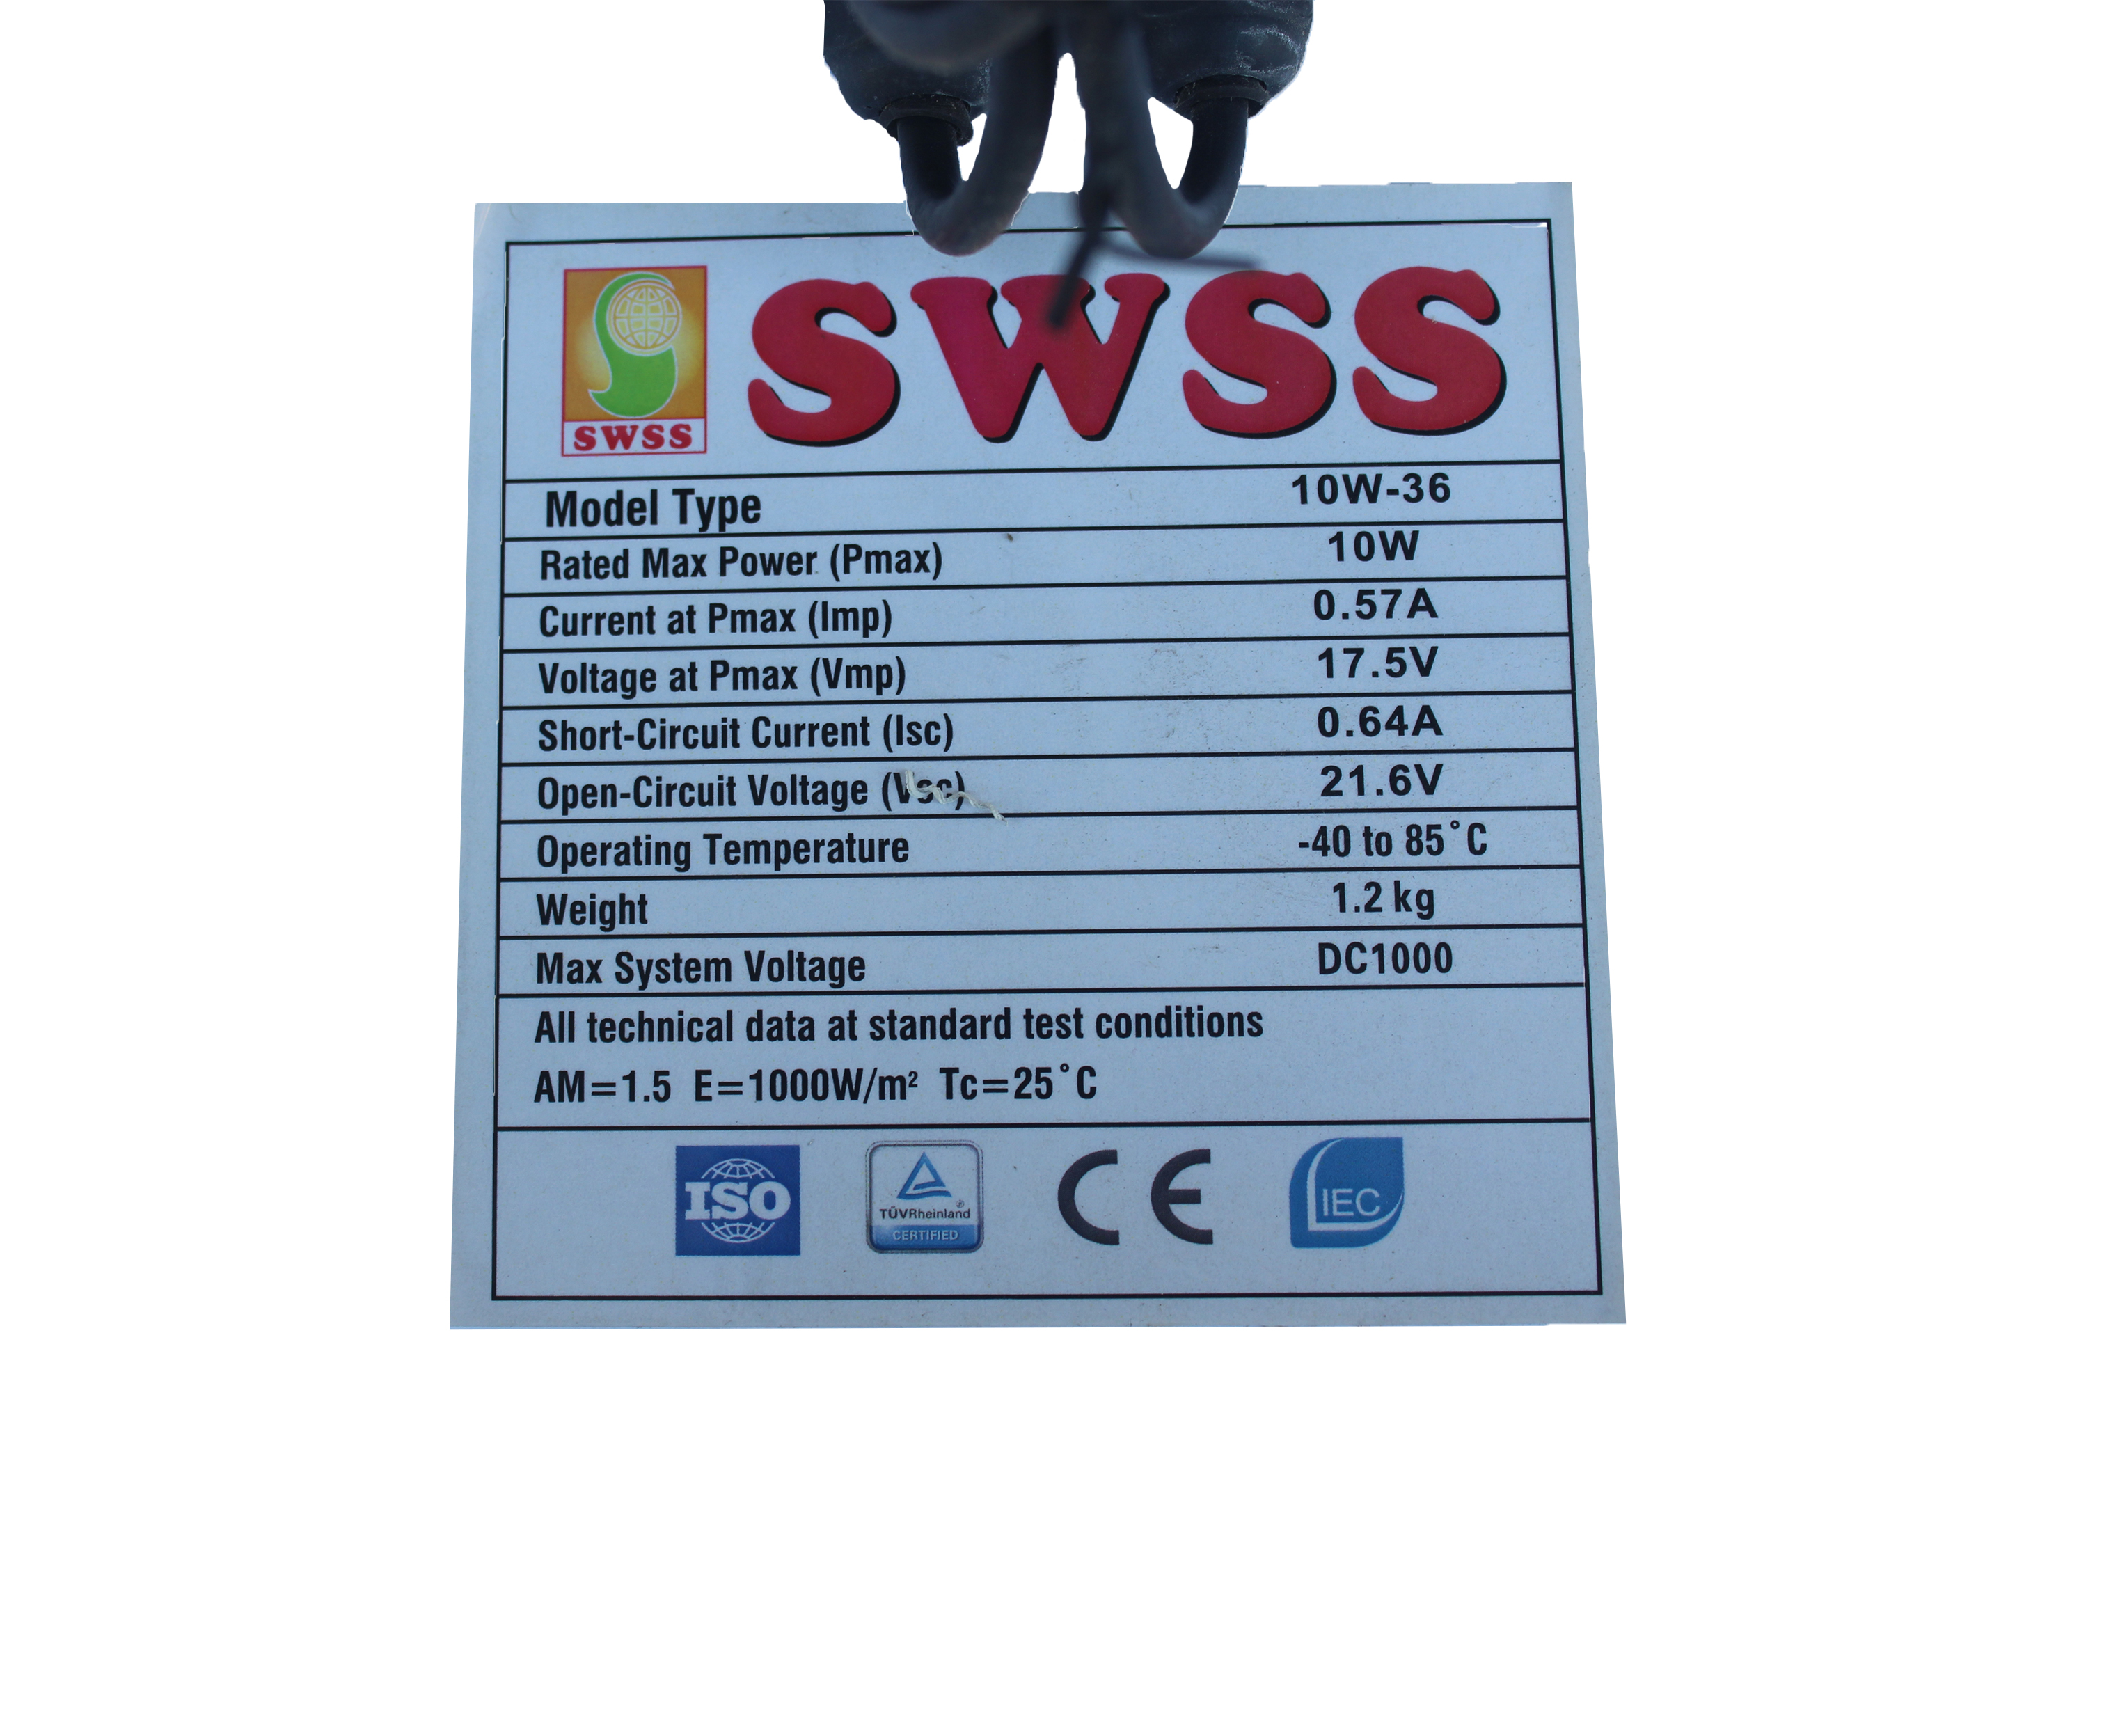 SWSS
SWSS
Model Type 10W-36
Rated Max Power (Pmax) 10W
Current at Pmax (Imp) 0.57A
Voltage at Pmax (Vmp) 17.5V
Short-Circuit Current (Isc) 0.64A
Open-Circuit Voltage 21.6V
Operating Temperature -40 to 85°C
Weight 1.2 kg
Max System Voltage DC1000
All technical data at standard test conditions
AM=1.5 E=1000W/m² Tc=25°C
ISO
TÜVRheinland®
CERTIFIED
CE
IEC